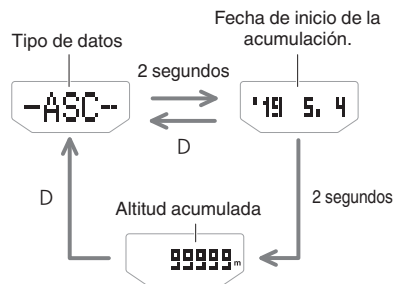 Tipo de datos
Fecha de inicio de la
acumulación.
2 segundos
-ASC-
'19 5. 4
D
D
Altitud acumulada
2 segundos
99999m